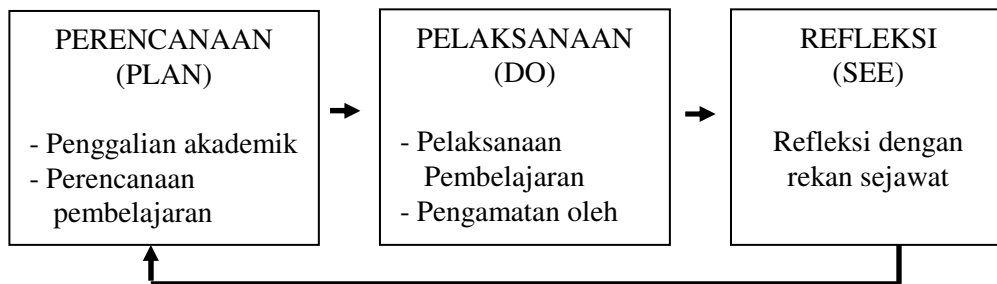 PERENCANAAN
(PLAN)
- Penggalian akademik
- Perencanaan
pembelajaran
PELAKSANAAN
(DO)
- Pelaksanaan
Pembelajaran
- Pengamatan oleh
REFLEKSI
(SEE)
Refleksi dengan
rekan sejawat